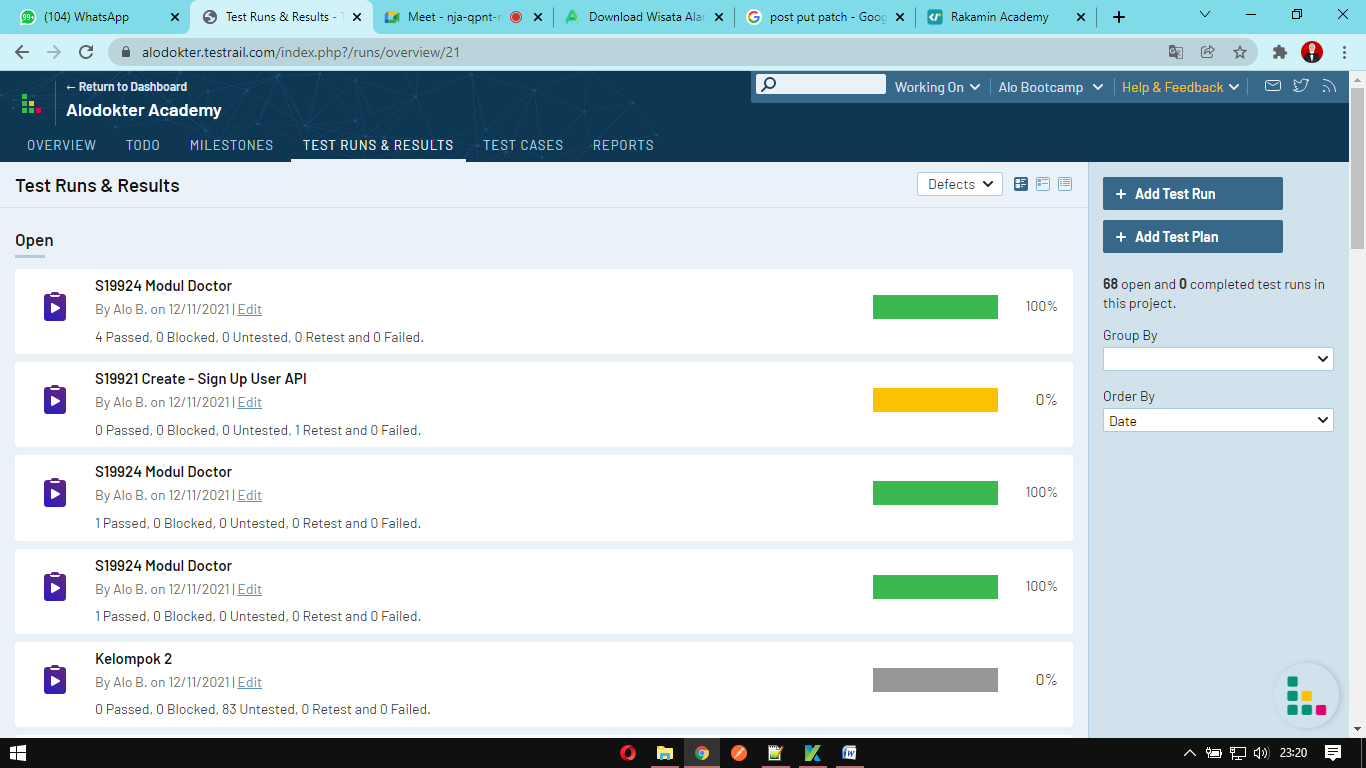 (104) WhatsApp
Test Runs & Results - T
Meet - nja-qpnt-r
Download Wisata Alar
post put patch - Goog
Rakamin Academy
alodokter.testrail.com/index.php?/runs/overview/21
← Return to Dashboard
Alodokter Academy
Working On
Alo Bootcamp
Help & Feedback
OVERVIEW
TODO
MILESTONES
TEST RUNS & RESULTS
TEST CASES
REPORTS
Test Runs & Results
Defects
+ Add Test Run
+ Add Test Plan
68 open and 0 completed test runs in
this project.
Group By
Order By
Date
Open
S19924 Modul Doctor
By Alo B. on 12/11/2021 | Edit
4 Passed, 0 Blocked, 0 Untested, 0 Retest and 0 Failed.
100%
S19921 Create - Sign Up User API
By Alo B. on 12/11/2021 | Edit
0 Passed, 0 Blocked, 0 Untested, 1 Retest and 0 Failed.
0%
S19924 Modul Doctor
By Alo B. on 12/11/2021 | Edit
1 Passed, 0 Blocked, 0 Untested, 0 Retest and 0 Failed.
100%
S19924 Modul Doctor
By Alo B. on 12/11/2021 | Edit
1 Passed, 0 Blocked, 0 Untested, 0 Retest and 0 Failed.
100%
Kelompok 2
By Alo B. on 12/11/2021 | Edit
0 Passed, 0 Blocked, 83 Untested, 0 Retest and 0 Failed.
0%
23:20